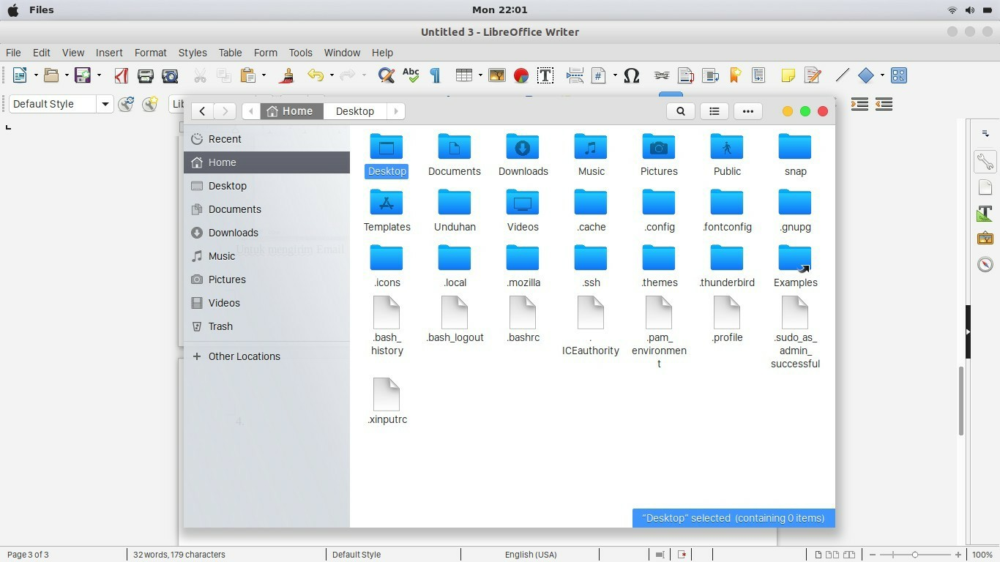 Files
Mon 22:01
Untitled 3 - LibreOffice Writer
File Edit View Insert Format Styles Table Form Tools Window Help
Abc
Default Style
Home
Desktop
Recent
Home
Desktop
Documents
Downloads
Music
Pictures
Videos
Trash
Other Locations
Untuk mengirim Email
4.
Desktop Documents Downloads Music Pictures Public snap
Templates Unduhan Videos .cache .config .fontconfig .gnupg
.icons .local .mozilla .ssh .themes .thunderbird Examples
.bash_history .bash_logout .bashrc .ICEauthority .pam_environment .profile .sudo_as_admin_successful
.xinputrc
"Desktop" selected (containing 0 items)
Page 3 of 3
32 words, 179 characters
Default Style
English (USA)
100%